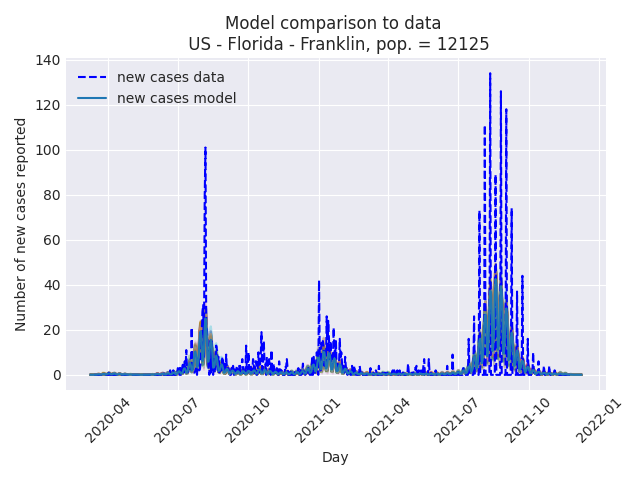 Model comparison to data
US - Florida - Franklin, pop. = 12125
new cases data
new cases model
Number of new cases reported
140
120
100
80
60
40
20
0
2020-04
2020-07
2020-10
2021-01
2021-04
2021-07
2021-10
2022-01
Day